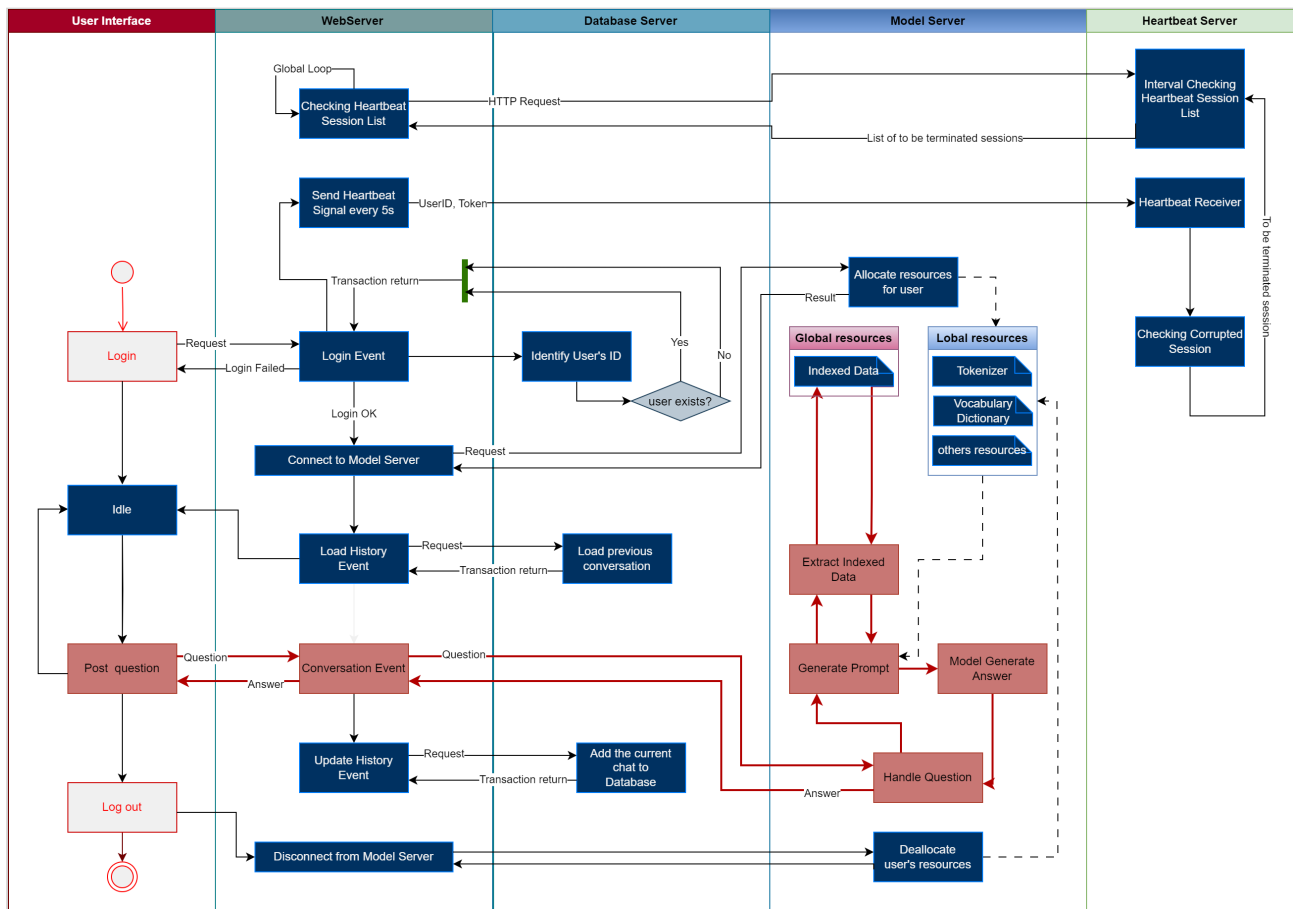 User Interface
WebServer
Database Server
Model Server
Heartbeat Server
Global Loop
Checking Heartbeat
Session List
HTTP Request
Interval Checking
Heartbeat Session
List
List of to be terminated sessions
Send Heartbeat
Signal every 5s
UserID, Token
Heartbeat Receiver
To be terminated session
Transaction return
Allocate resources
for user
Result
Login
Request
Login Failed
Login Event
Identify User's ID
Yes
No
user exists?
Global resources
Indexed Data
Lobal resources
Tokenizer
Vocabulary
Dictionary
others resources
Checking Corrupted
Session
Login OK
Connect to Model Server
Request
Idle
Load History
Event
Request
Transaction return
Load previous
conversation
Extract Indexed
Data
Post question
Question
Answer
Conversation Event
Question
Generate Prompt
Model Generate
Answer
Update History
Event
Request
Transaction return
Add the current
chat to
Database
Answer
Handle Question
Log out
Disconnect from Model Server
Deallocate
user's resources